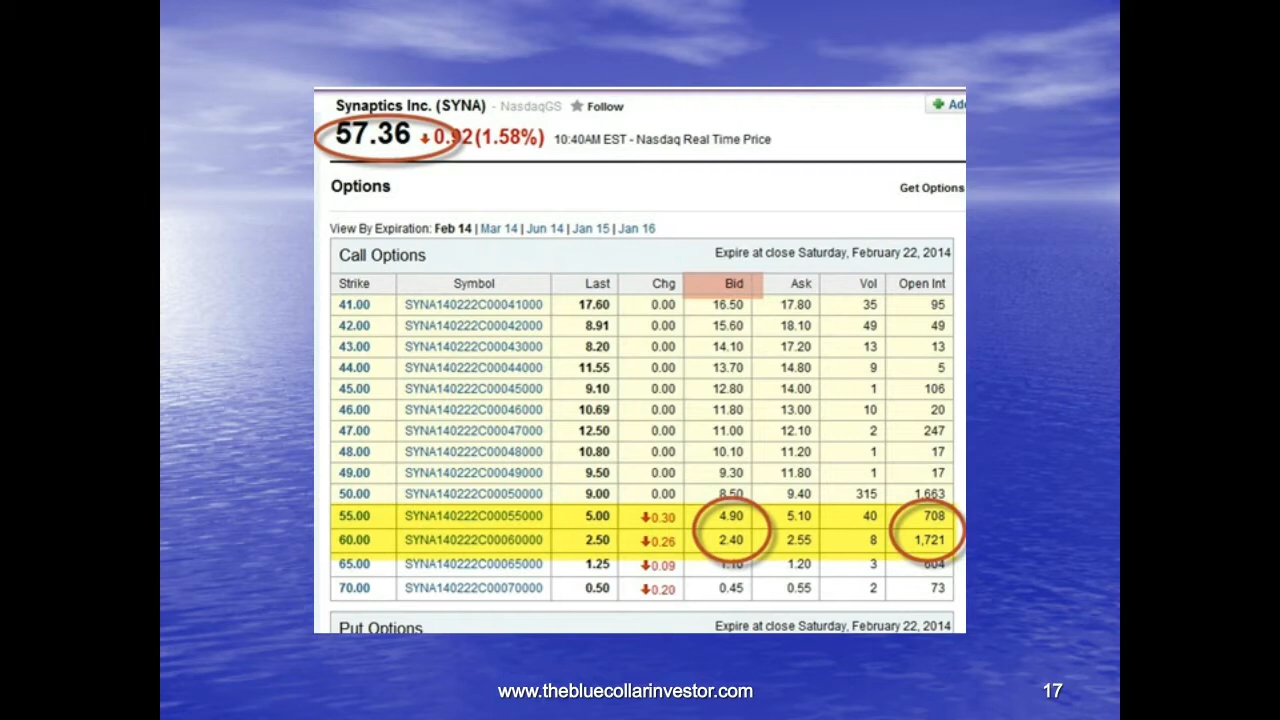 Synaptics Inc. (SYNA) - NasdaqGS ★ Follow
57.36 0.92(1.58%) 10:40AM EST - Nasdaq Real Time Price
Options
Get Options
View By Expiration: Feb 14 | Mar 14 | Jun 14 | Jan 15 | Jan 16
Call Options Expire at close Saturday, February 22, 2014
Strike Symbol Last Chg Bid Ask Vol Open Int
41.00 SYNA140222C00041000 17.60 0.00 16.50 17.80 35 95
42.00 SYNA140222C00042000 8.91 0.00 15.60 18.10 49 49
43.00 SYNA140222C00043000 8.20 0.00 14.10 17.20 13 13
44.00 SYNA140222C00044000 11.55 0.00 13.70 14.80 9 5
45.00 SYNA140222C00045000 9.10 0.00 12.80 14.00 1 106
46.00 SYNA140222C00046000 10.69 0.00 11.80 13.00 10 20
47.00 SYNA140222C00047000 12.50 0.00 11.00 12.10 2 247
48.00 SYNA140222C00048000 10.80 0.00 10.10 11.20 1 17
49.00 SYNA140222C00049000 9.50 0.00 9.30 11.80 1 17
50.00 SYNA140222C00050000 9.00 0.00 8.50 9.40 315 1,663
55.00 SYNA140222C00055000 5.00 0.30 4.90 5.10 40 708
60.00 SYNA140222C00060000 2.50 0.26 2.40 2.55 8 1,721
65.00 SYNA140222C00065000 1.25 0.09 1.10 1.20 3 604
70.00 SYNA140222C00070000 0.50 0.20 0.45 0.55 2 73
Put Options Expire at close Saturday, February 22, 2014
www.thebluecollarinvestor.com
17